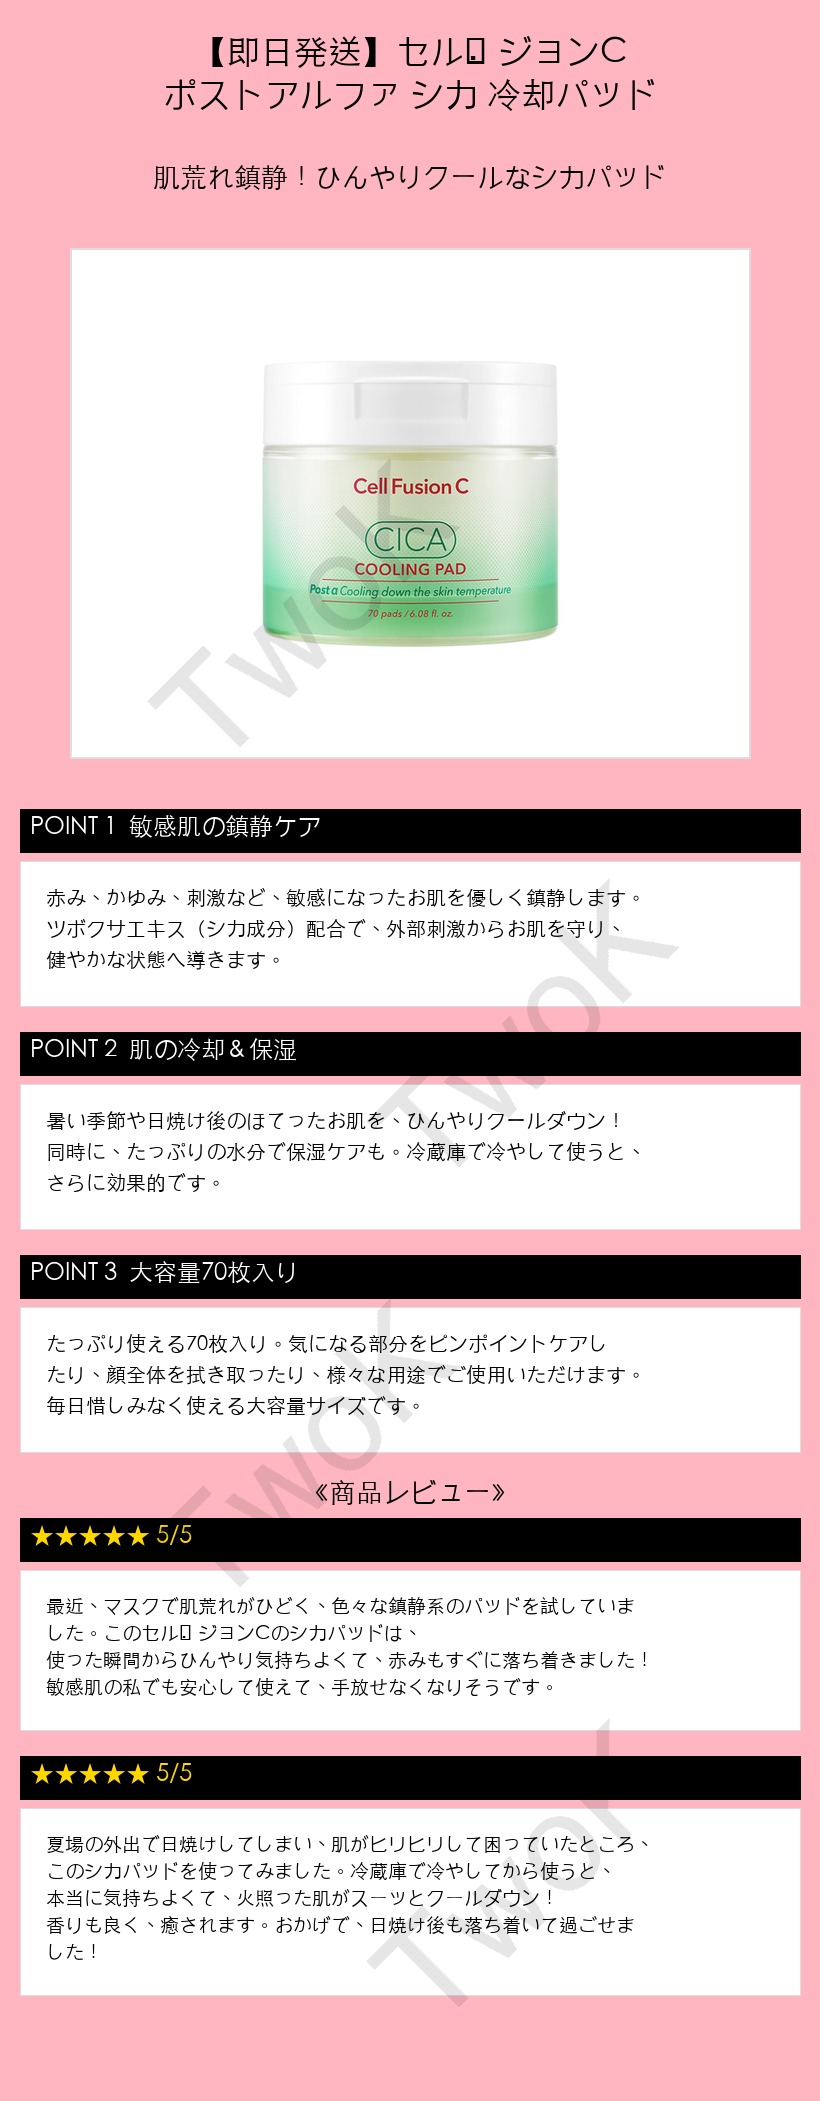 【即日発送】セル ジョンC
ポストアルファ シカ 冷却パッド
肌荒れ鎮静！ひんやりクールなシカパッド
Cell Fusion C
CICA
COOLING PAD
Post α Cooling down the skin temperature
70 pads / 6.08 fl. oz.
TwoK
POINT 1 敏感肌の鎮静ケア
赤み、かゆみ、刺激など、敏感になったお肌を優しく鎮静します。
ツボクサエキス（シカ成分）配合で、外部刺激からお肌を守り、
健やかな状態へ導きます。
TwoK
POINT 2 肌の冷却＆保湿
暑い季節や日焼け後のほてったお肌を、ひんやりクールダウン！
同時に、たっぷりの水分で保湿ケアも。冷蔵庫で冷やして使うと、
さらに効果的です。
POINT 3 大容量70枚入り
たっぷり使える70枚入り。気になる部分をピンポイントケアし
たり、顔全体を拭き取ったり、様々な用途でご使用いただけます。
毎日惜しみなく使える大容量サイズです。
TwoK
《商品レビュー》
★★★★★ 5/5
最近、マスクで肌荒れがひどく、色々な鎮静系のパッドを試していま
した。このセル ジョンCのシカパッドは、
使った瞬間からひんやり気持ちよくて、赤みもすぐに落ち着きました！
敏感肌の私でも安心して使えて、手放せなくなりそうです。
★★★★★ 5/5
夏場の外出で日焼けしてしまい、肌がヒリヒリして困っていたところ、
このシカパッドを使ってみました。冷蔵庫で冷やしてから使うと、
本当に気持ちよくて、火照った肌がスーッとクールダウン！
香りも良く、癒されます。おかげで、日焼け後も落ち着いて過ごせま
した！
TwoK